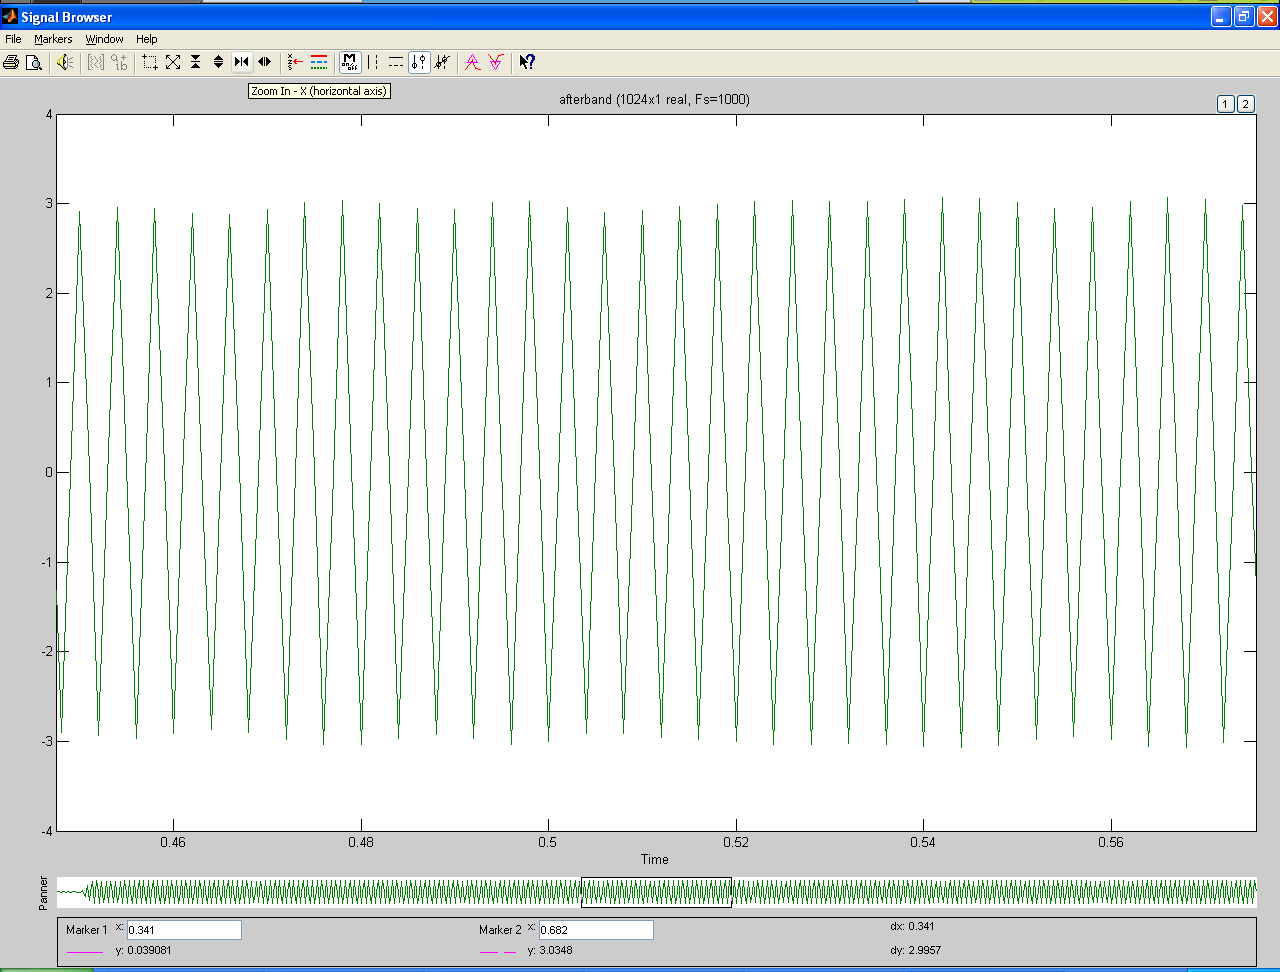 Signal Browser
File Markers Window Help
M
OFF
Zoom In - X (horizontal axis)
afterband (1024x1 real, Fs=1000)
1 2
4
3
2
1
0
-1
-2
-3
-4
0.46 0.48 0.5 0.52 0.54 0.56
Time
Panner
Marker 1 x: 0.341 Marker 2 x: 0.682 dx: 0.341
y: 0.039081 y: 3.0348 dy: 2.9957